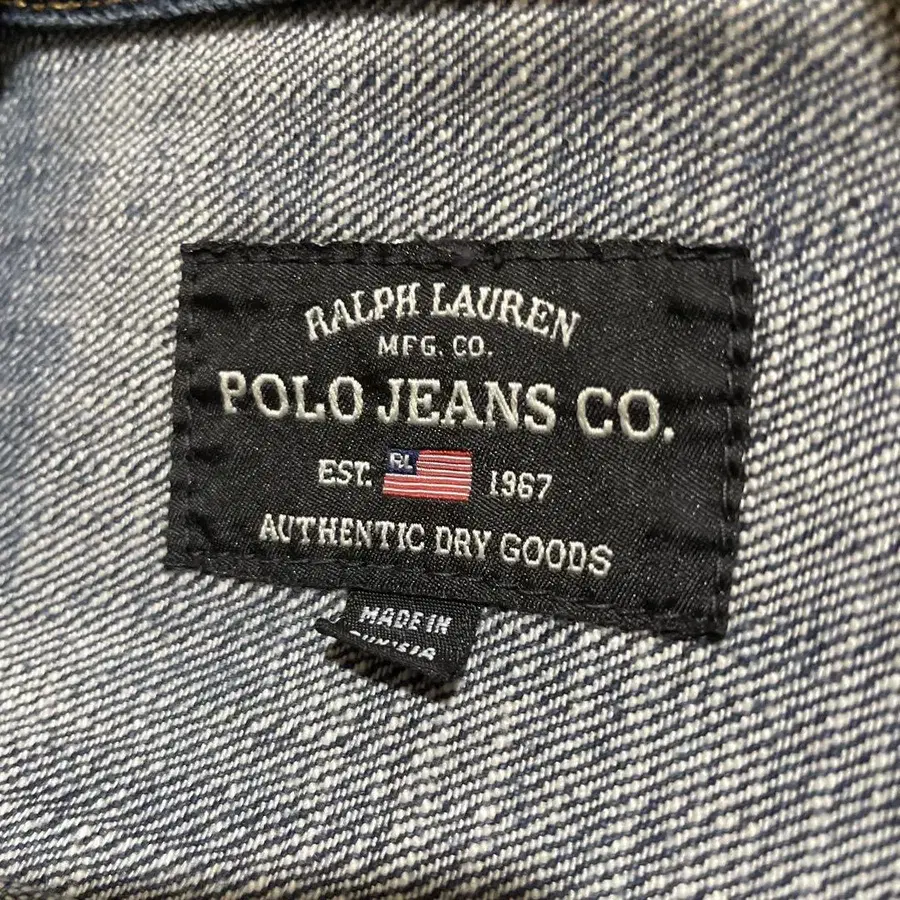 RALPH LAUREN
MFG. CO.
POLO JEANS CO.
EST. RL 1967
AUTHENTIC DRY GOODS
MADE IN